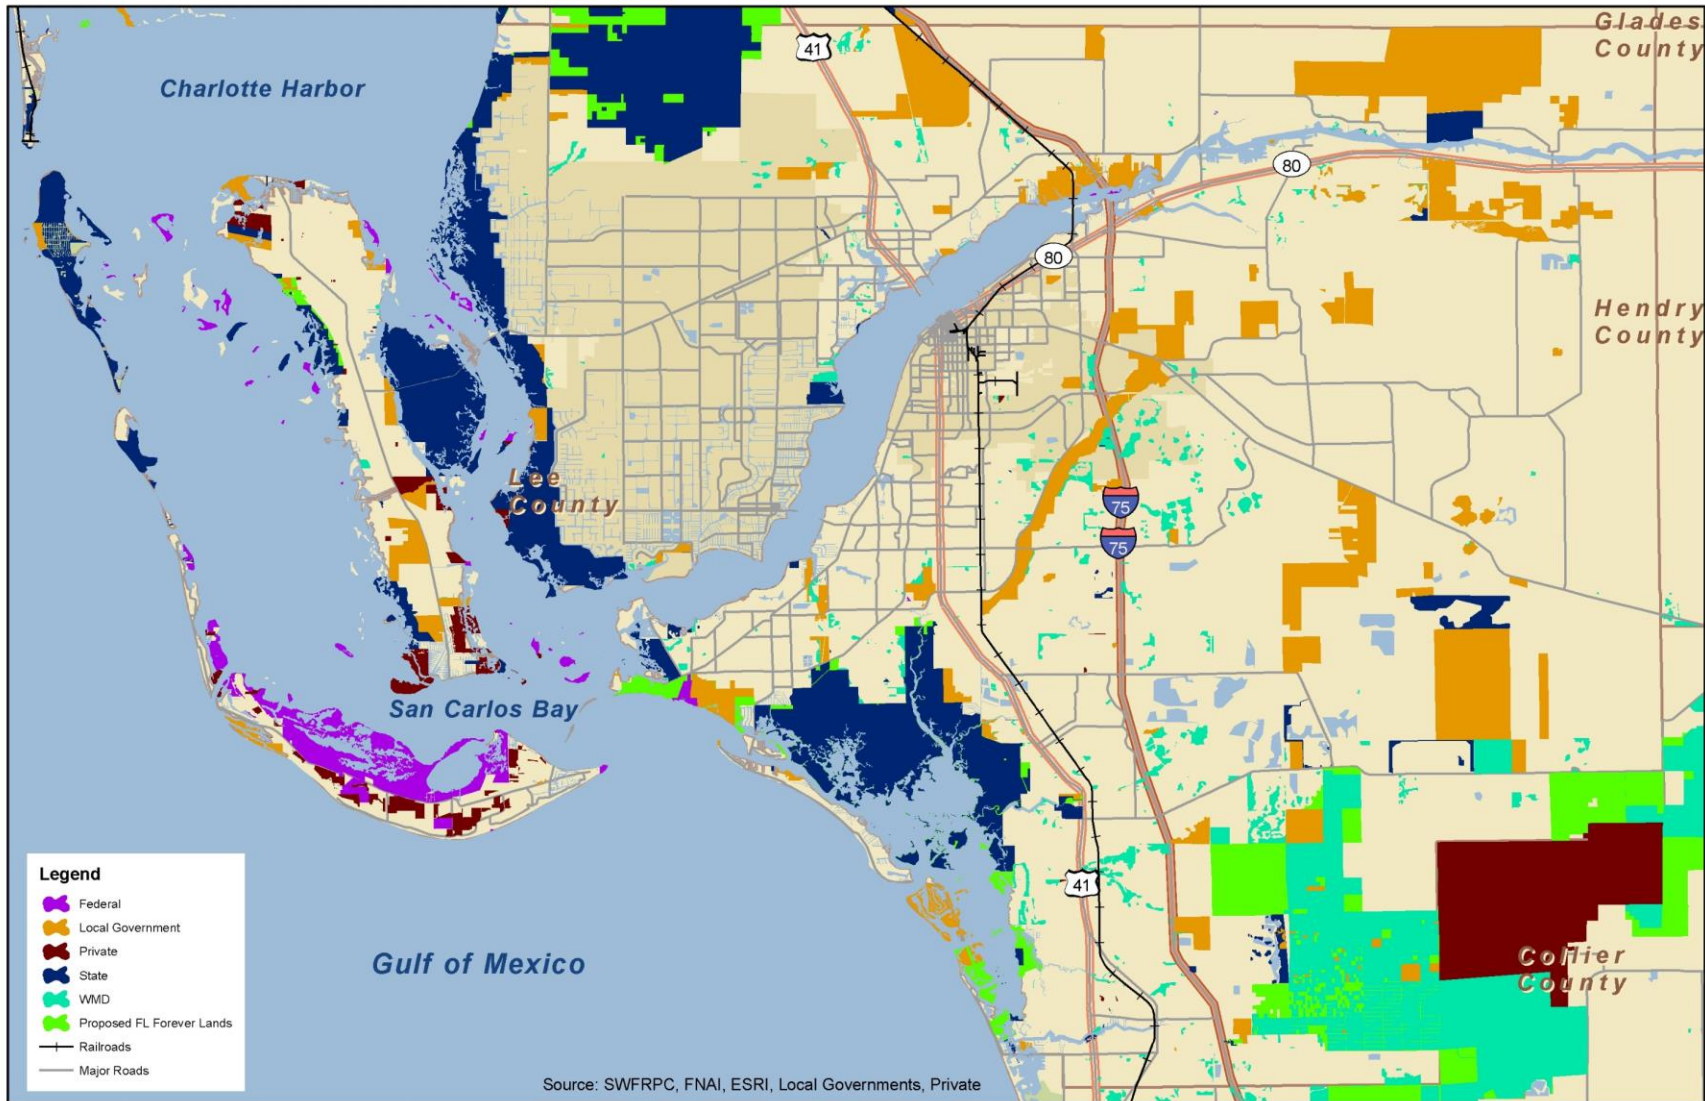 Glades
County
41
Charlotte Harbor
80
80
Hendry
County
Lee
County
75
75
San Carlos Bay
41
Legend
Federal
Local Government
Private
State
WMD
Proposed FL Forever Lands
Railroads
Major Roads
Gulf of Mexico
Collier
County
Source: SWFRPC, FNAI, ESRI, Local Governments, Private